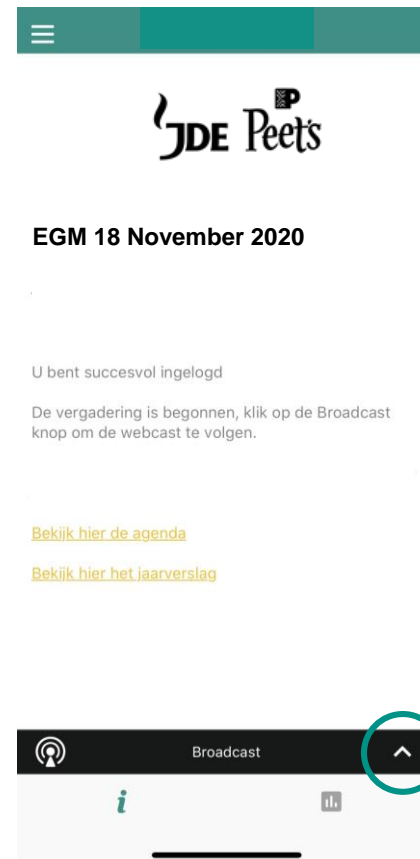 JDE Peet's
EGM 18 November 2020
U bent succesvol ingelogd
De vergadering is begonnen, klik op de Broadcast
knop om de webcast te volgen.
Bekijk hier de agenda
Bekijk hier het jaarverslag
Broadcast